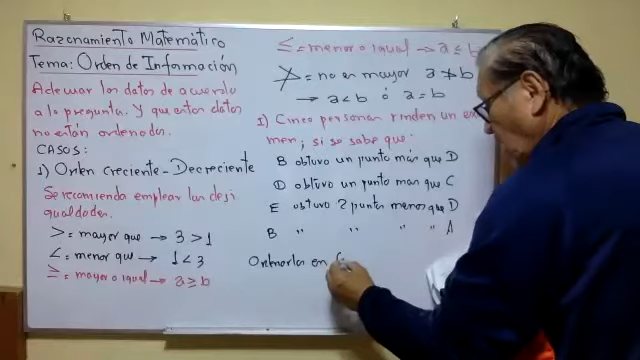 Razonamiento Matemático
Tema: Orden de Información
Adecuar los datos de acuerdo
a la pregunta. Y que estos datos
no están ordenados.
CASOS:
1) Orden creciente - Decreciente
Se recomienda emplear las desi
gualdades.
> = mayor que → 3 > 1
< = menor que → 1 < 3
≥ = mayor o igual → a ≥ b
≤ = menor o igual → a ≤ b
≯ = no es mayor a ≯ b
→ a < b ó a = b
1) Cinco personas rinden un ex
men; si se sabe que:
B obtuvo un punto más que D
D obtuvo un punto mas que C
E obtuvo 2 puntos menos que D
B " " " " A
Ordenarlas en